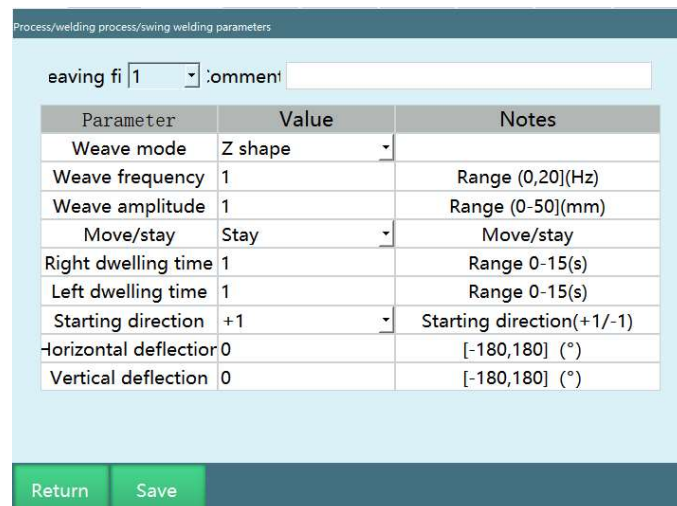 Process/welding process/swing welding parameters
eaving fi 1 Comment
Parameter Value Notes
Weave mode Z shape
Weave frequency 1 Range (0,20](Hz)
Weave amplitude 1 Range (0-50](mm)
Move/stay Stay Move/stay
Right dwelling time 1 Range 0-15(s)
Left dwelling time 1 Range 0-15(s)
Starting direction +1 Starting direction(+1/-1)
Horizontal deflection 0 [-180,180] (°)
Vertical deflection 0 [-180,180] (°)
Return Save